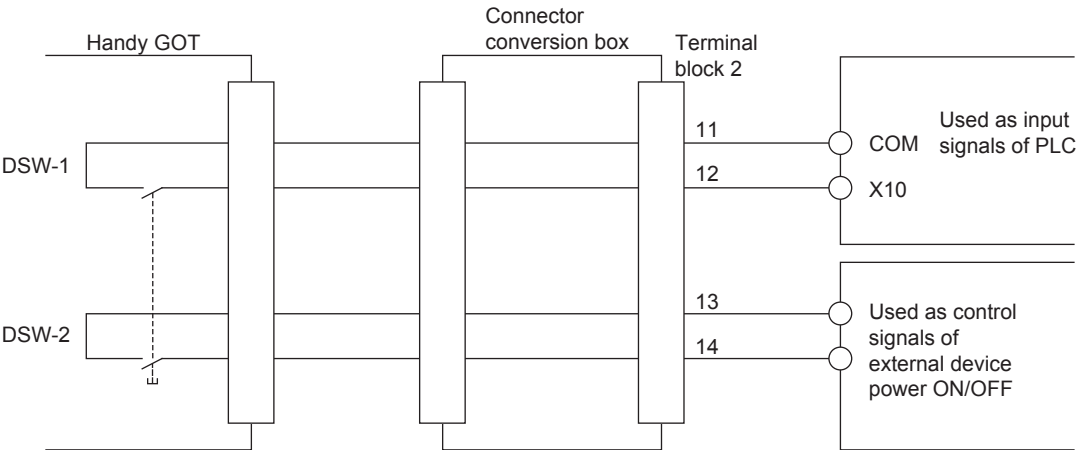 Handy GOT
Connector
conversion box
Terminal
block 2
DSW-1
11
12
COM
X10
Used as input
signals of PLC
DSW-2
13
14
Used as control
signals of
external device
power ON/OFF